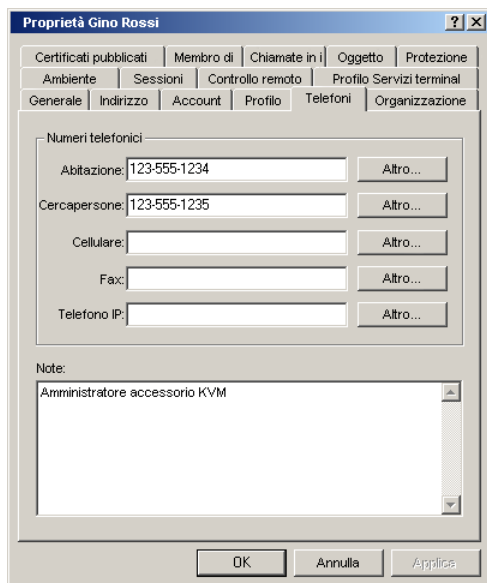 Proprietà Gino Rossi
Certificati pubblicati Membro di Chiamate in i Oggetto Protezione
Ambiente Sessioni Controllo remoto Profilo Servizi terminal
Generale Indirizzo Account Profilo Telefoni Organizzazione
Numeri telefonici
Abitazione: 123-555-1234 Altro...
Cercapersone: 123-555-1235 Altro...
Cellulare: Altro...
Fax: Altro...
Telefono IP: Altro...
Note:
Amministratore accessorio KVM
OK Annulla Applica